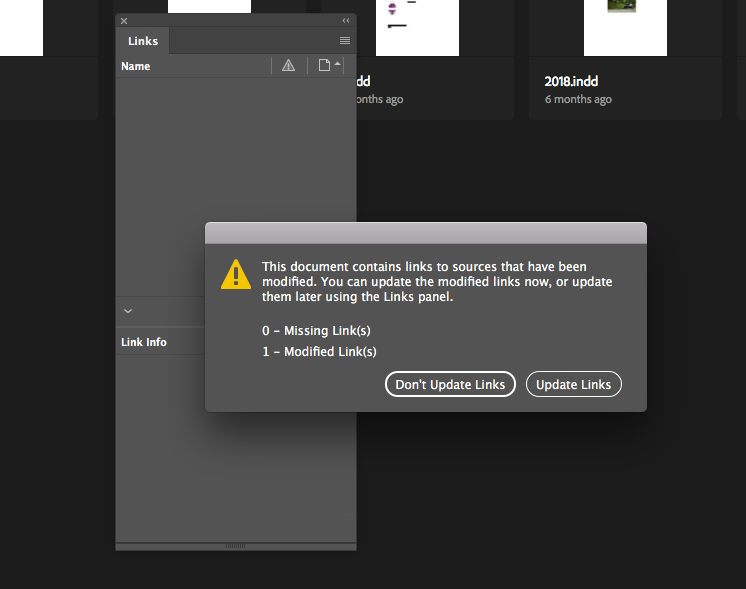 Links
Name
dd
onths ago
2018.indd
6 months ago
This document contains links to sources that have been
modified. You can update the modified links now, or update
them later using the Links panel.
0 – Missing Link(s)
1 – Modified Link(s)
Don't Update Links
Update Links
Link Info